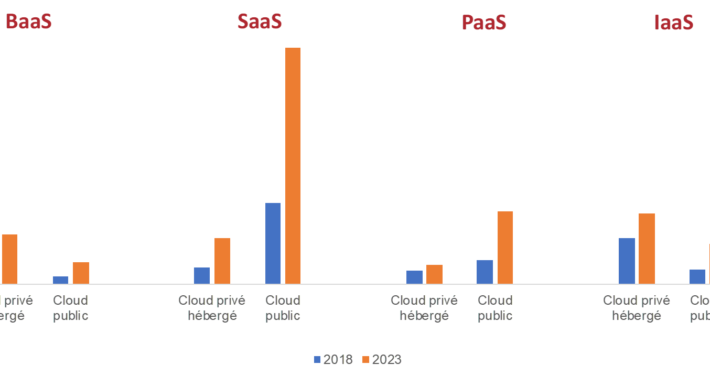 BaaS SaaS PaaS IaaS
privé Cloud Cloud privé Cloud Cloud privé Cloud Cloud privé
public hébergé public hébergé public hébergé
2018 2023